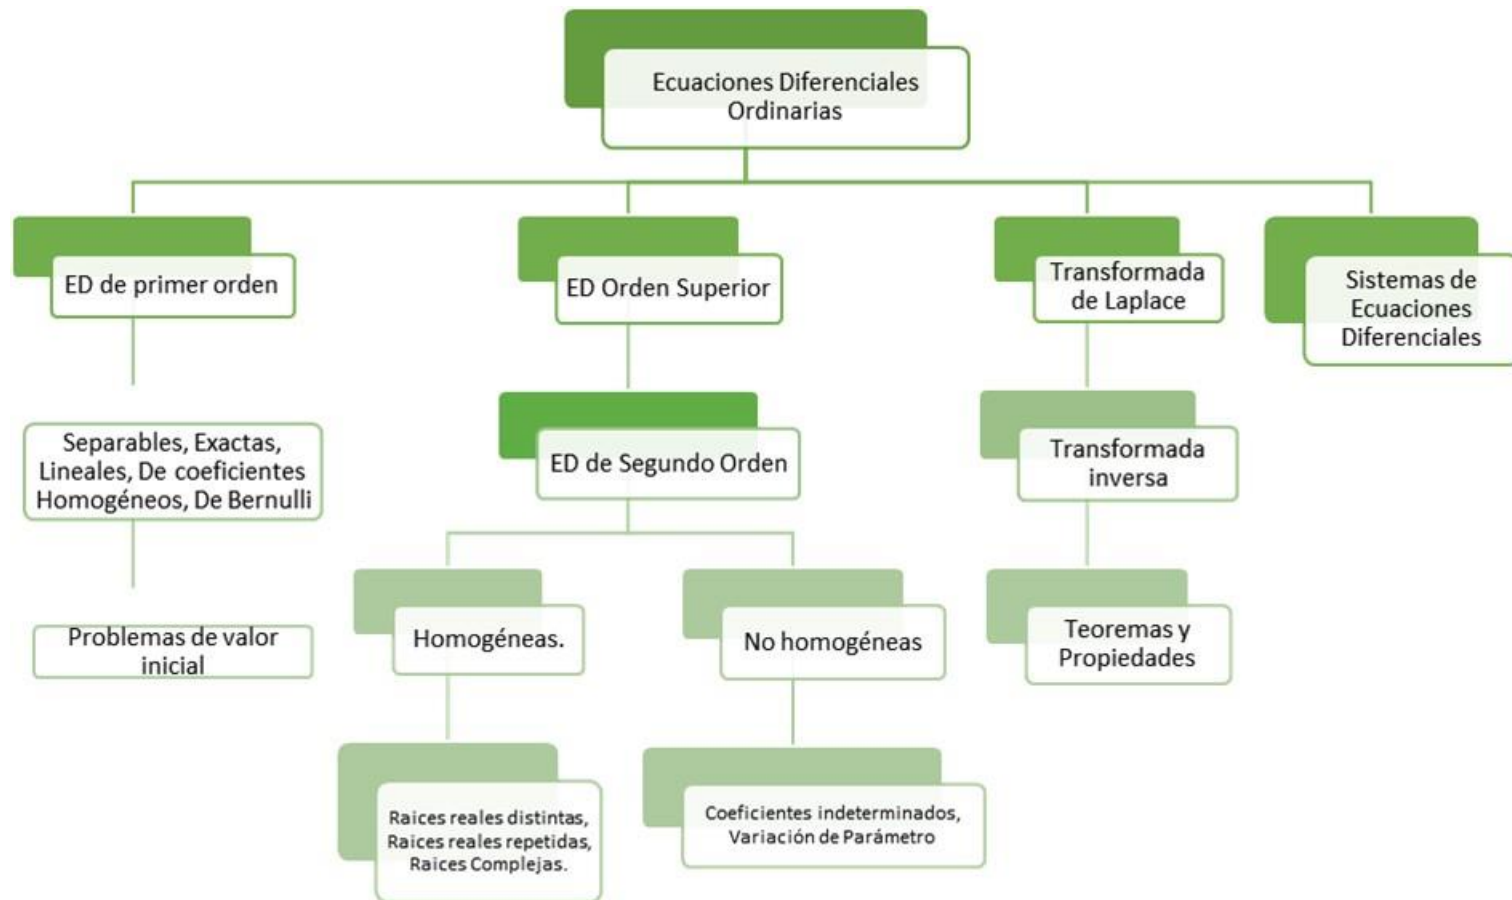 Ecuaciones Diferenciales
Ordinarias
ED de primer orden
ED Orden Superior
Transformada
de Laplace
Sistemas de
Ecuaciones
Diferenciales
Separables, Exactas,
Lineales, De coeficientes
Homogéneos, De Bernulli
ED de Segundo Orden
Transformada
inversa
Problemas de valor
inicial
Homogéneas.
No homogéneas
Teoremas y
Propiedades
Raices reales distintas,
Raices reales repetidas,
Raices Complejas.
Coeficientes indeterminados,
Variación de Parámetro